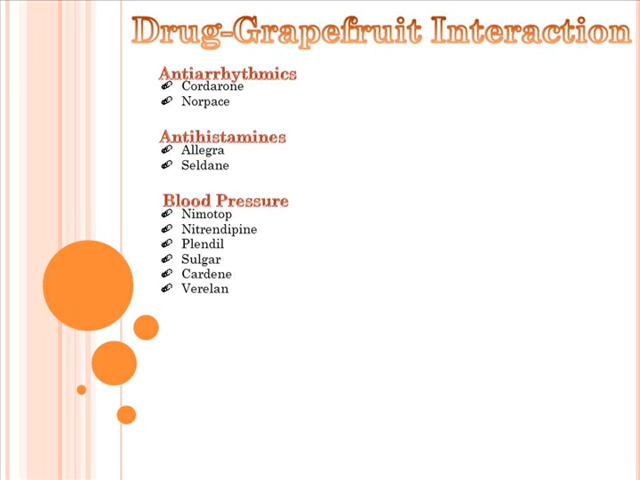 Drug-Grapefruit Interaction
Antiarrhythmics
Cordarone
Norpace
Antihistamines
Allegra
Seldane
Blood Pressure
Nimotop
Nitrendipine
Plendil
Sulgar
Cardene
Verelan